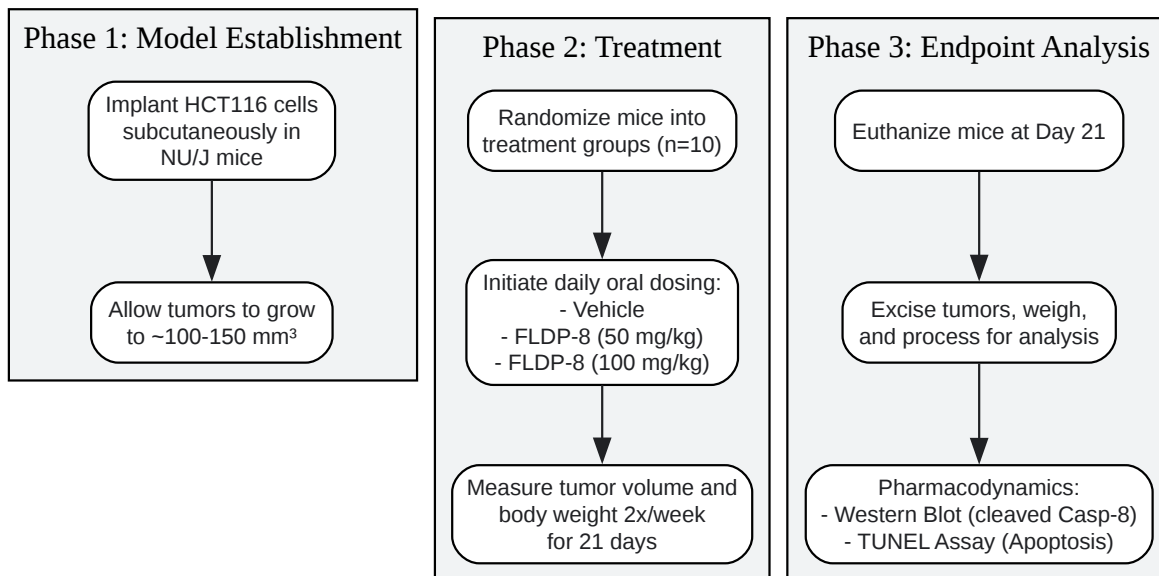 Phase 1: Model Establishment
Implant HCT116 cells
subcutaneously in
NU/J mice
Allow tumors to grow
to ~100-150 mm³
Phase 2: Treatment
Randomize mice into
treatment groups (n=10)
Initiate daily oral dosing:
- Vehicle
- FLDP-8 (50 mg/kg)
- FLDP-8 (100 mg/kg)
Measure tumor volume and
body weight 2x/week
for 21 days
Phase 3: Endpoint Analysis
Euthanize mice at Day 21
Excise tumors, weigh,
and process for analysis
Pharmacodynamics:
- Western Blot (cleaved Casp-8)
- TUNEL Assay (Apoptosis)